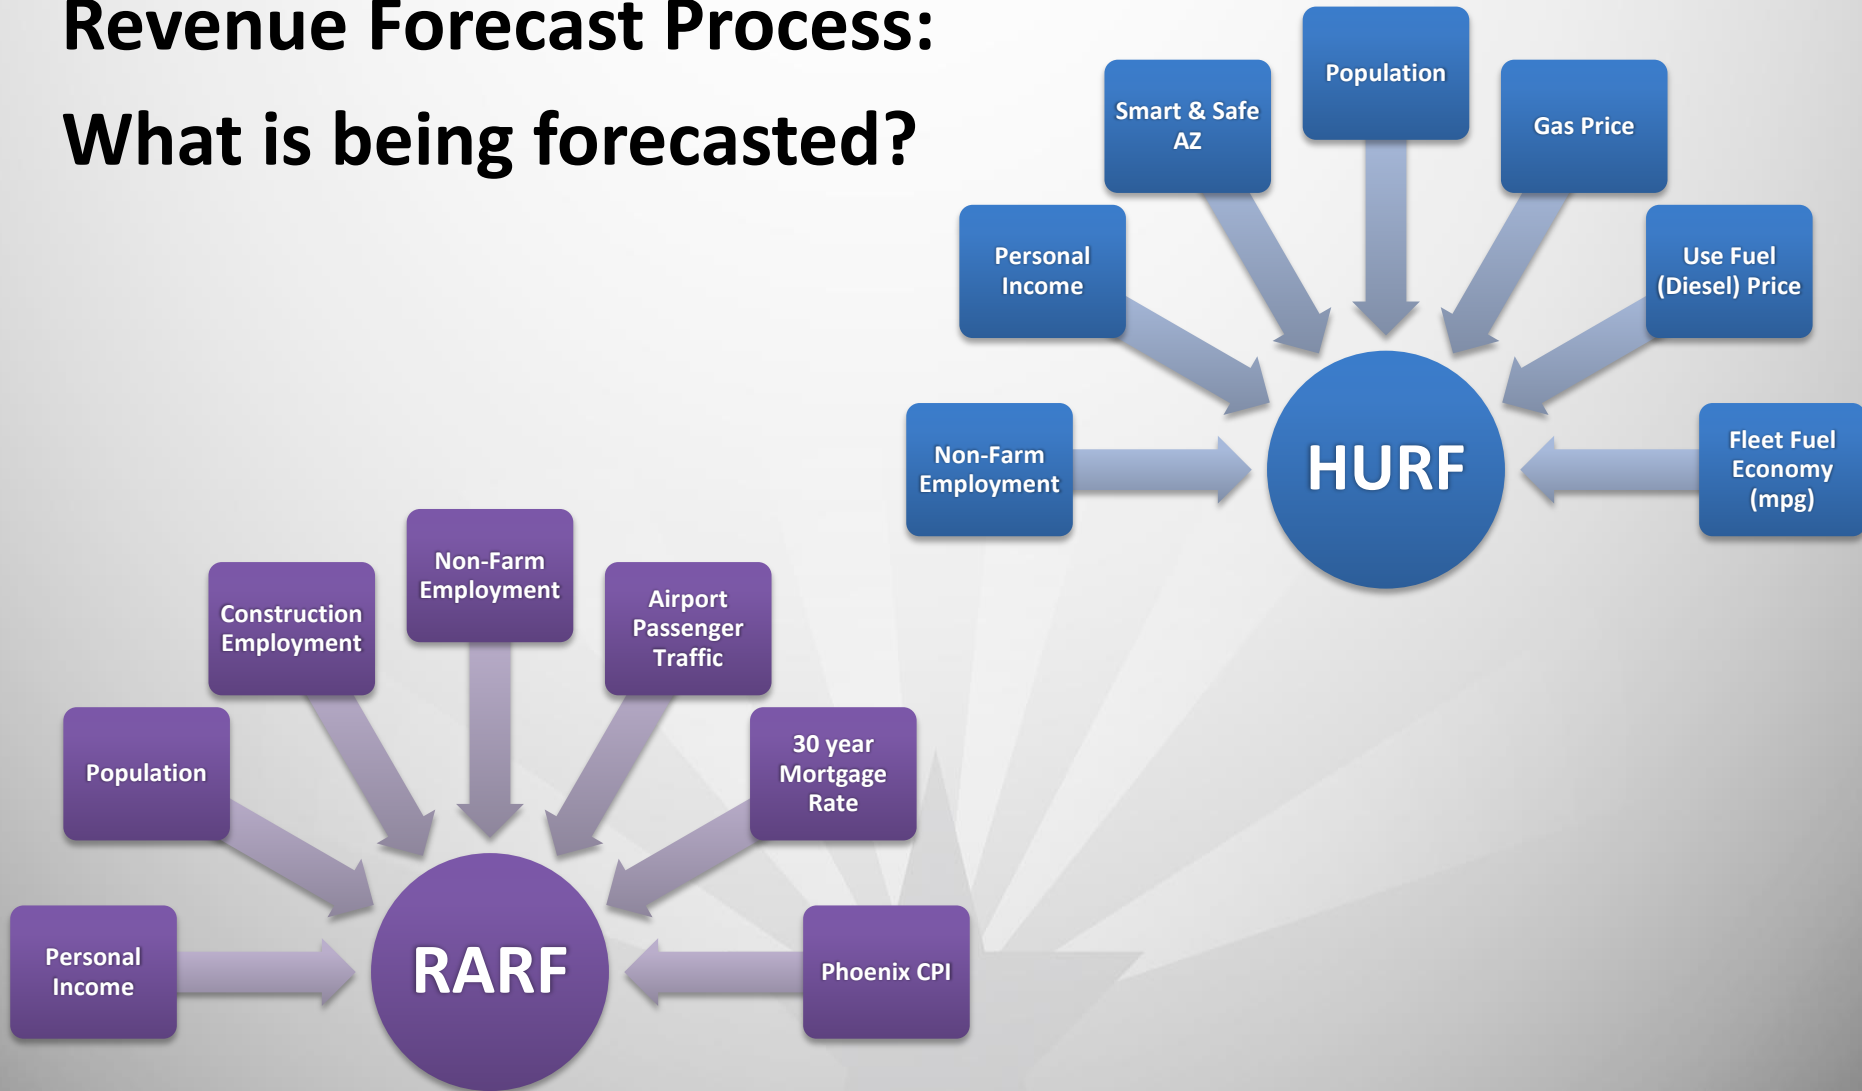 Revenue Forecast Process:
What is being forecasted?
Population
Smart & Safe
AZ
Gas Price
Personal
Income
Use Fuel
(Diesel) Price
Non-Farm
Employment
HURF
Fleet Fuel
Economy
(mpg)
Non-Farm
Employment
Construction
Employment
Airport
Passenger
Traffic
Population
30 year
Mortgage
Rate
Personal
Income
RARF
Phoenix CPI